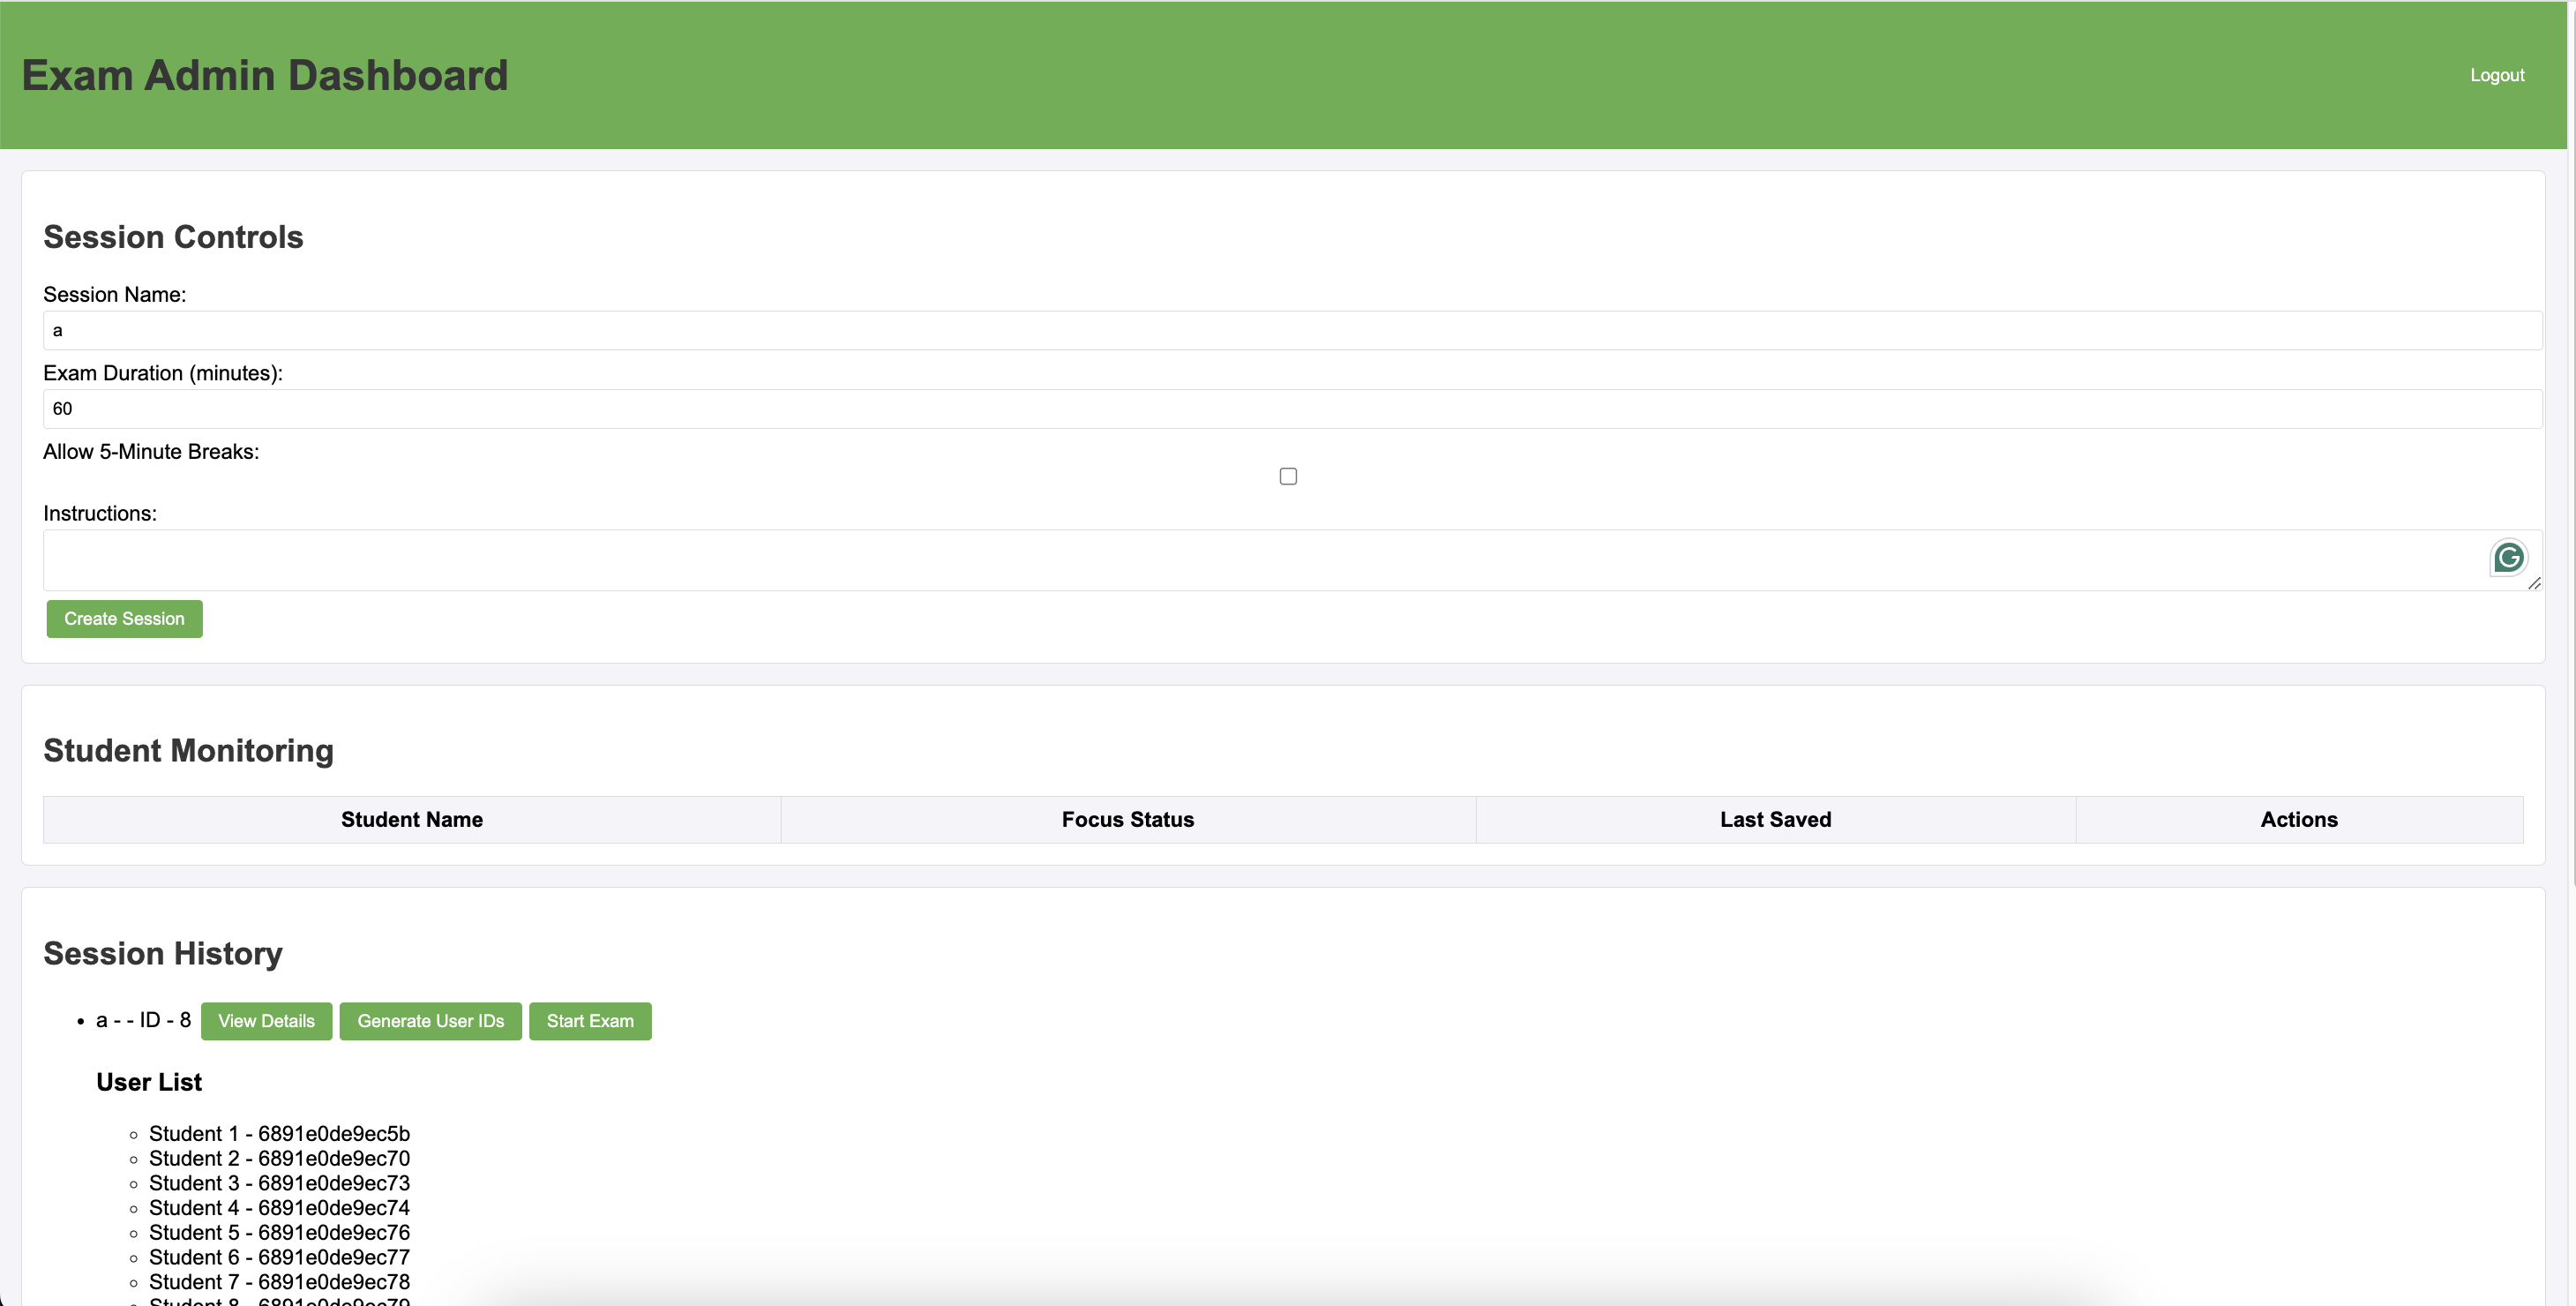 Exam Admin Dashboard
Logout
Session Controls
Session Name:
a
Exam Duration (minutes):
60
Allow 5-Minute Breaks:
Instructions:
Create Session
Student Monitoring
Student Name Focus Status Last Saved Actions
Session History
a - - ID - 8 View Details Generate User IDs Start Exam
User List
Student 1 - 6891e0de9ec5b
Student 2 - 6891e0de9ec70
Student 3 - 6891e0de9ec73
Student 4 - 6891e0de9ec74
Student 5 - 6891e0de9ec76
Student 6 - 6891e0de9ec77
Student 7 - 6891e0de9ec78
Student 8 - 6891e0de9ec79